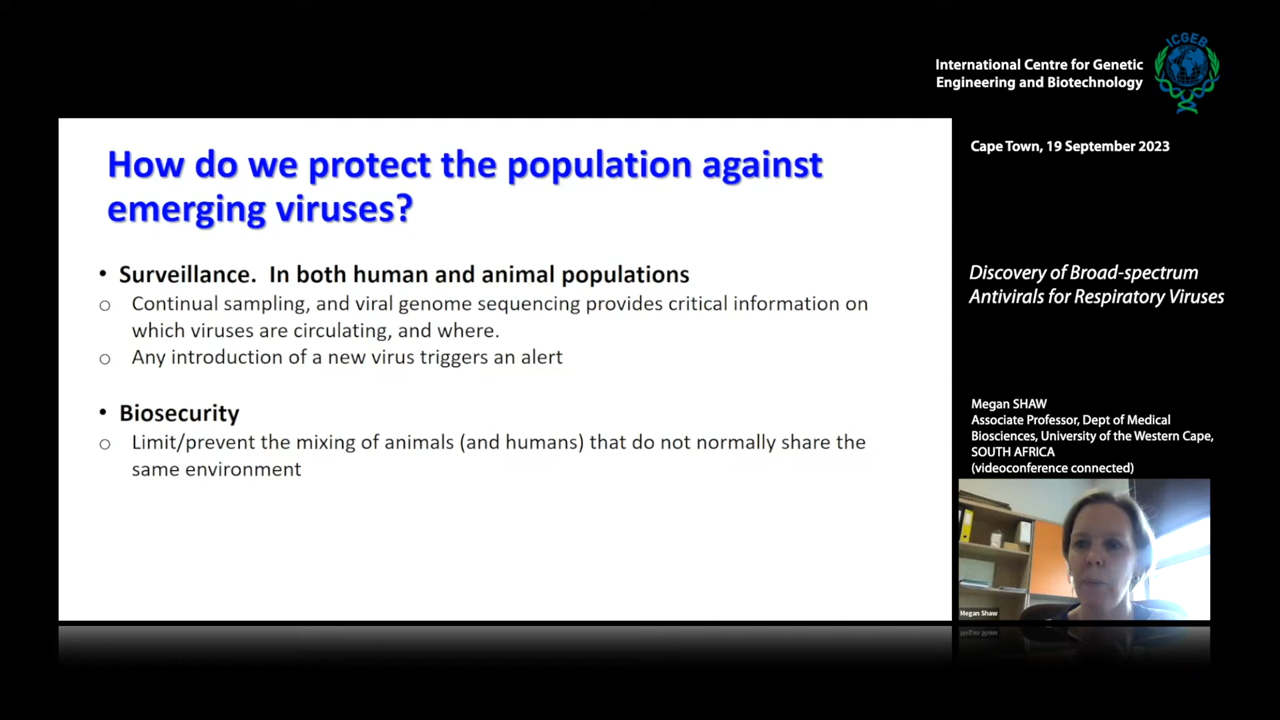 ICGEB
International Centre for Genetic
Engineering and Biotechnology
Cape Town, 19 September 2023
How do we protect the population against
emerging viruses?
• Surveillance.  In both human and animal populations
o Continual sampling, and viral genome sequencing provides critical information on
which viruses are circulating, and where.
o Any introduction of a new virus triggers an alert
• Biosecurity
o Limit/prevent the mixing of animals (and humans) that do not normally share the
same environment
Discovery of Broad-spectrum
Antivirals for Respiratory Viruses
Megan SHAW
Associate Professor, Dept of Medical
Biosciences, University of the Western Cape,
SOUTH AFRICA
(videoconference connected)
Megan Shaw